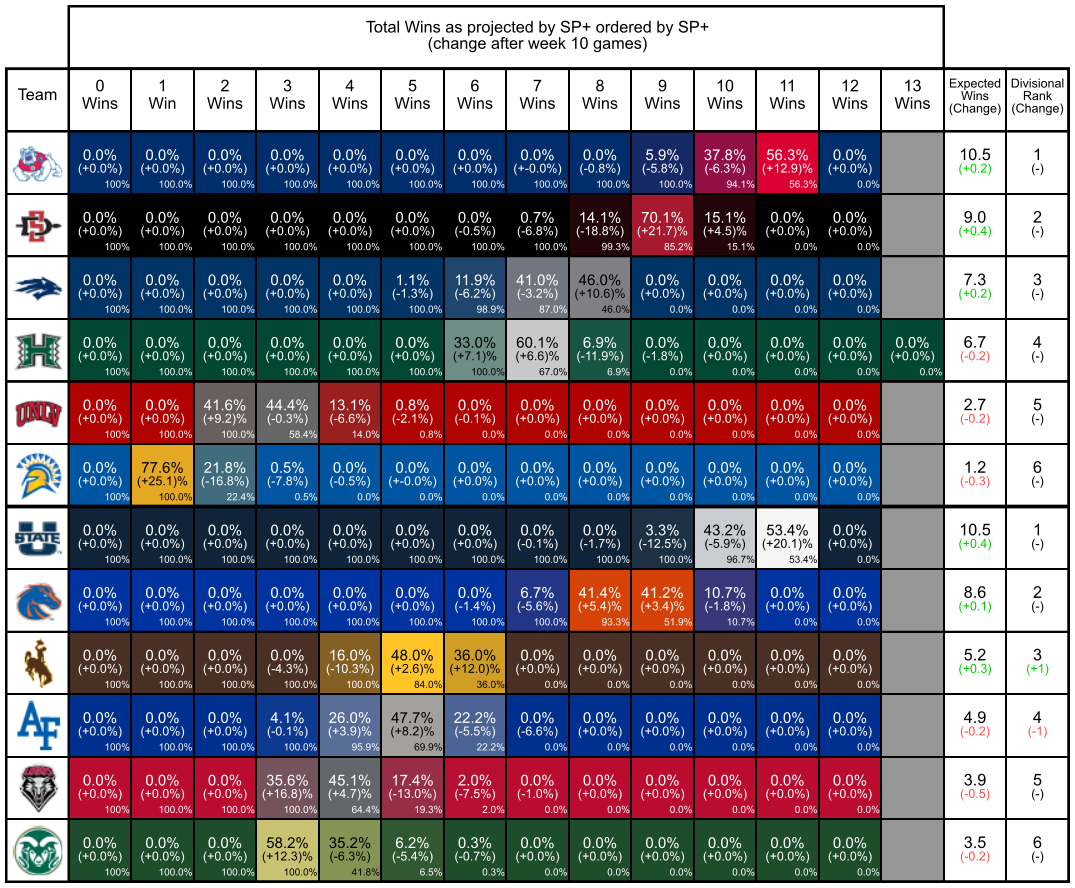 Total Wins as projected by SP+ ordered by SP+
(change after week 10 games)
Team 0 Wins 1 Win 2 Wins 3 Wins 4 Wins 5 Wins 6 Wins 7 Wins 8 Wins 9 Wins 10 Wins 11 Wins 12 Wins 13 Wins Expected Wins (Change) Divisional Rank (Change)
0.0% 0.0% 0.0% 0.0% 0.0% 0.0% 0.0% 0.0% 0.0% 5.9% 37.8% 56.3% 0.0% 10.5 1
(+0.0%) (+0.0%) (+0.0%) (+0.0%) (+0.0%) (+0.0%) (+0.0%) (+-0.0%) (-0.8%) (-5.8%) (-6.3%) (+12.9)% (+0.0%) (+0.2) (-)
100% 100.0% 100.0% 100.0% 100.0% 100.0% 100.0% 100.0% 100.0% 100.0% 94.1% 56.3% 0.0%
SD
0.0% 0.0% 0.0% 0.0% 0.0% 0.0% 0.0% 0.7% 14.1% 70.1% 15.1% 0.0% 0.0% 9.0 2
(+0.0%) (+0.0%) (+0.0%) (+0.0%) (+0.0%) (+0.0%) (-0.5%) (-6.8%) (-18.8%) (+21.7)% (+4.5)% (+0.0%) (+0.0%) (+0.4) (-)
100% 100.0% 100.0% 100.0% 100.0% 100.0% 100.0% 100.0% 99.3% 85.2% 15.1% 0.0% 0.0%
0.0% 0.0% 0.0% 0.0% 0.0% 1.1% 11.9% 41.0% 46.0% 0.0% 0.0% 0.0% 0.0% 7.3 3
(+0.0%) (+0.0%) (+0.0%) (+0.0%) (+0.0%) (-1.3%) (-6.2%) (-3.2%) (+10.6)% (+0.0%) (+0.0%) (+0.0%) (+0.0%) (+0.2) (-)
100% 100.0% 100.0% 100.0% 100.0% 100.0% 98.9% 87.0% 46.0% 0.0% 0.0% 0.0% 0.0%
H
0.0% 0.0% 0.0% 0.0% 0.0% 0.0% 33.0% 60.1% 6.9% 0.0% 0.0% 0.0% 0.0% 0.0% 6.7 4
(+0.0%) (+0.0%) (+0.0%) (+0.0%) (+0.0%) (+0.0%) (+7.1)% (+6.6)% (-11.9%) (-1.8%) (+0.0%) (+0.0%) (+0.0%) (+0.0%) (-0.2) (-)
100% 100.0% 100.0% 100.0% 100.0% 100.0% 100.0% 67.0% 6.9% 0.0% 0.0% 0.0% 0.0% 0.0%
UNLV
0.0% 0.0% 41.6% 44.4% 13.1% 0.8% 0.0% 0.0% 0.0% 0.0% 0.0% 0.0% 0.0% 2.7 5
(+0.0%) (+0.0%) (+9.2)% (-0.3%) (-6.6%) (-2.1%) (-0.1%) (+0.0%) (+0.0%) (+0.0%) (+0.0%) (+0.0%) (+0.0%) (-0.2) (-)
100% 100.0% 100.0% 58.4% 14.0% 0.8% 0.0% 0.0% 0.0% 0.0% 0.0% 0.0% 0.0%
0.0% 77.6% 21.8% 0.5% 0.0% 0.0% 0.0% 0.0% 0.0% 0.0% 0.0% 0.0% 0.0% 1.2 6
(+0.0%) (+25.1)% (-16.8%) (-7.8%) (-0.5%) (+-0.0%) (+0.0%) (+0.0%) (+0.0%) (+0.0%) (+0.0%) (+0.0%) (+0.0%) (-0.3) (-)
100% 100.0% 22.4% 0.5% 0.0% 0.0% 0.0% 0.0% 0.0% 0.0% 0.0% 0.0% 0.0%
STATE
0.0% 0.0% 0.0% 0.0% 0.0% 0.0% 0.0% 0.0% 0.0% 3.3% 43.2% 53.4% 0.0% 10.5 1
(+0.0%) (+0.0%) (+0.0%) (+0.0%) (+0.0%) (+0.0%) (+0.0%) (-0.1%) (-1.7%) (-12.5%) (-5.9%) (+20.1)% (+0.0%) (+0.4) (-)
100% 100.0% 100.0% 100.0% 100.0% 100.0% 100.0% 100.0% 100.0% 100.0% 96.7% 53.4% 0.0%
0.0% 0.0% 0.0% 0.0% 0.0% 0.0% 0.0% 6.7% 41.4% 41.2% 10.7% 0.0% 0.0% 8.6 2
(+0.0%) (+0.0%) (+0.0%) (+0.0%) (+0.0%) (+0.0%) (-1.4%) (-5.6%) (+5.4)% (+3.4)% (-1.8%) (+0.0%) (+0.0%) (+0.1) (-)
100% 100.0% 100.0% 100.0% 100.0% 100.0% 100.0% 100.0% 93.3% 51.9% 10.7% 0.0% 0.0%
0.0% 0.0% 0.0% 0.0% 16.0% 48.0% 36.0% 0.0% 0.0% 0.0% 0.0% 0.0% 0.0% 5.2 3
(+0.0%) (+0.0%) (+0.0%) (-4.3%) (-10.3%) (+2.6)% (+12.0)% (+0.0%) (+0.0%) (+0.0%) (+0.0%) (+0.0%) (+0.0%) (+0.3) (+1)
100% 100.0% 100.0% 100.0% 100.0% 84.0% 36.0% 0.0% 0.0% 0.0% 0.0% 0.0% 0.0%
AF
0.0% 0.0% 0.0% 4.1% 26.0% 47.7% 22.2% 0.0% 0.0% 0.0% 0.0% 0.0% 0.0% 4.9 4
(+0.0%) (+0.0%) (+0.0%) (-0.1%) (+3.9)% (+8.2)% (-5.5%) (-6.6%) (+0.0%) (+0.0%) (+0.0%) (+0.0%) (+0.0%) (-0.2) (-1)
100% 100.0% 100.0% 100.0% 95.9% 69.9% 22.2% 0.0% 0.0% 0.0% 0.0% 0.0% 0.0%
0.0% 0.0% 0.0% 35.6% 45.1% 17.4% 2.0% 0.0% 0.0% 0.0% 0.0% 0.0% 0.0% 3.9 5
(+0.0%) (+0.0%) (+0.0%) (+16.8)% (+4.7)% (-13.0%) (-7.5%) (-1.0%) (+0.0%) (+0.0%) (+0.0%) (+0.0%) (+0.0%) (-0.5) (-)
100% 100.0% 100.0% 100.0% 64.4% 19.3% 2.0% 0.0% 0.0% 0.0% 0.0% 0.0% 0.0%
0.0% 0.0% 0.0% 58.2% 35.2% 6.2% 0.3% 0.0% 0.0% 0.0% 0.0% 0.0% 0.0% 3.5 6
(+0.0%) (+0.0%) (+0.0%) (+12.3)% (-6.3%) (-5.4%) (-0.7%) (+0.0%) (+0.0%) (+0.0%) (+0.0%) (+0.0%) (+0.0%) (-0.2) (-)
100% 100.0% 100.0% 100.0% 41.8% 6.5% 0.3% 0.0% 0.0% 0.0% 0.0% 0.0% 0.0%